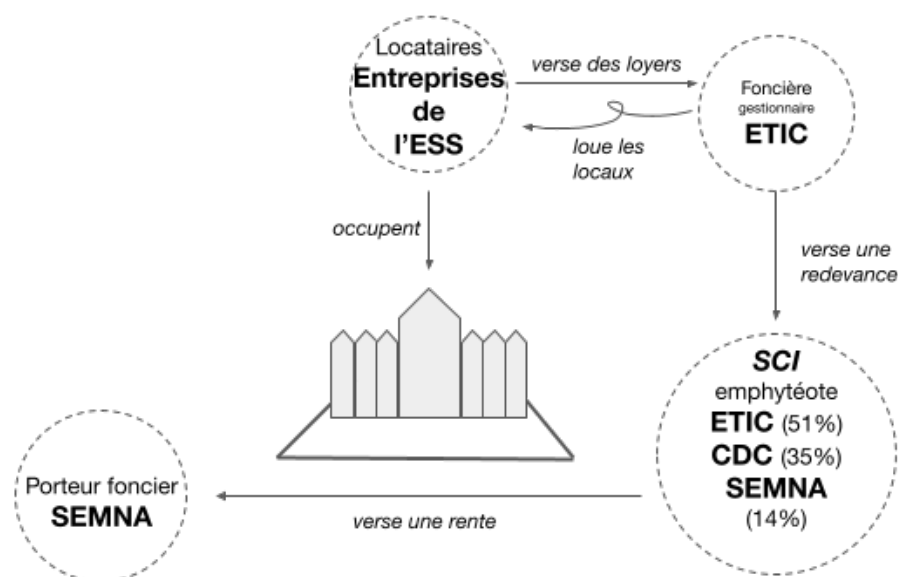 Locataires
Entreprises
de
l'ESS
verse des loyers
loue les
locaux
Foncière
gestionnaire
ETIC
occupent
verse une
redevance
SCI
emphytéote
ETIC (51%)
CDC (35%)
SEMNA
(14%)
Porteur foncier
SEMNA
verse une rente